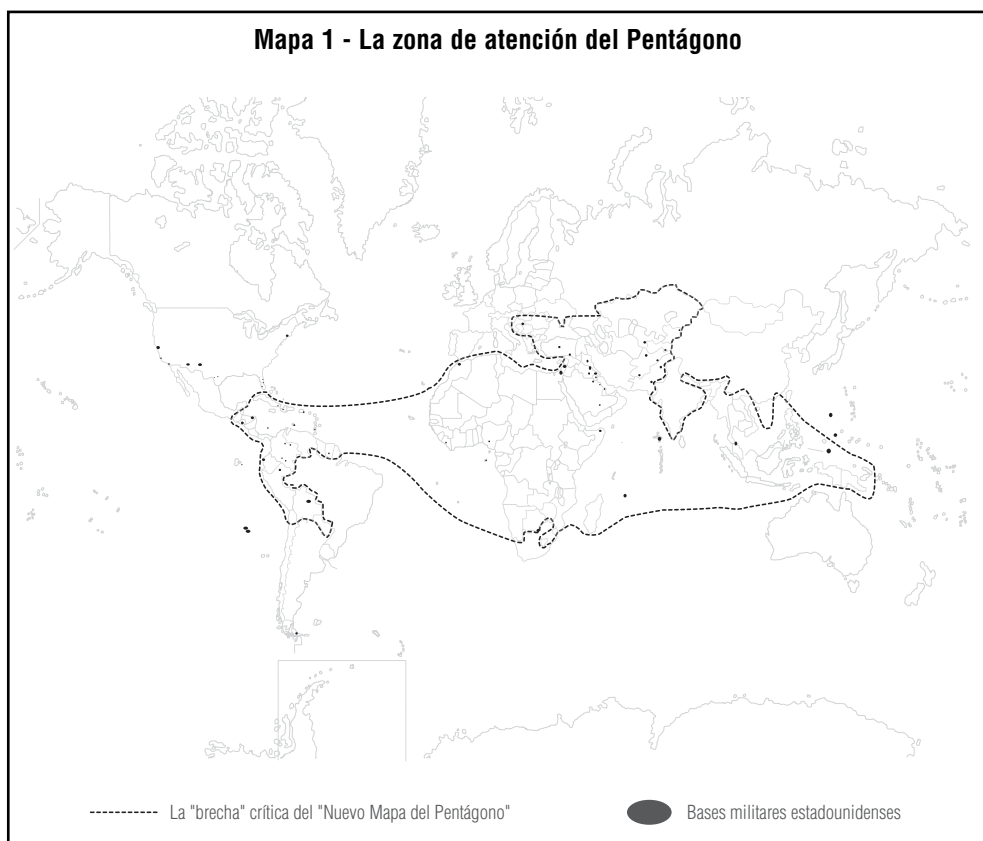 Mapa 1 - La zona de atención del Pentágono
La "brecha" crítica del "Nuevo Mapa del Pentágono"
Bases militares estadounidenses